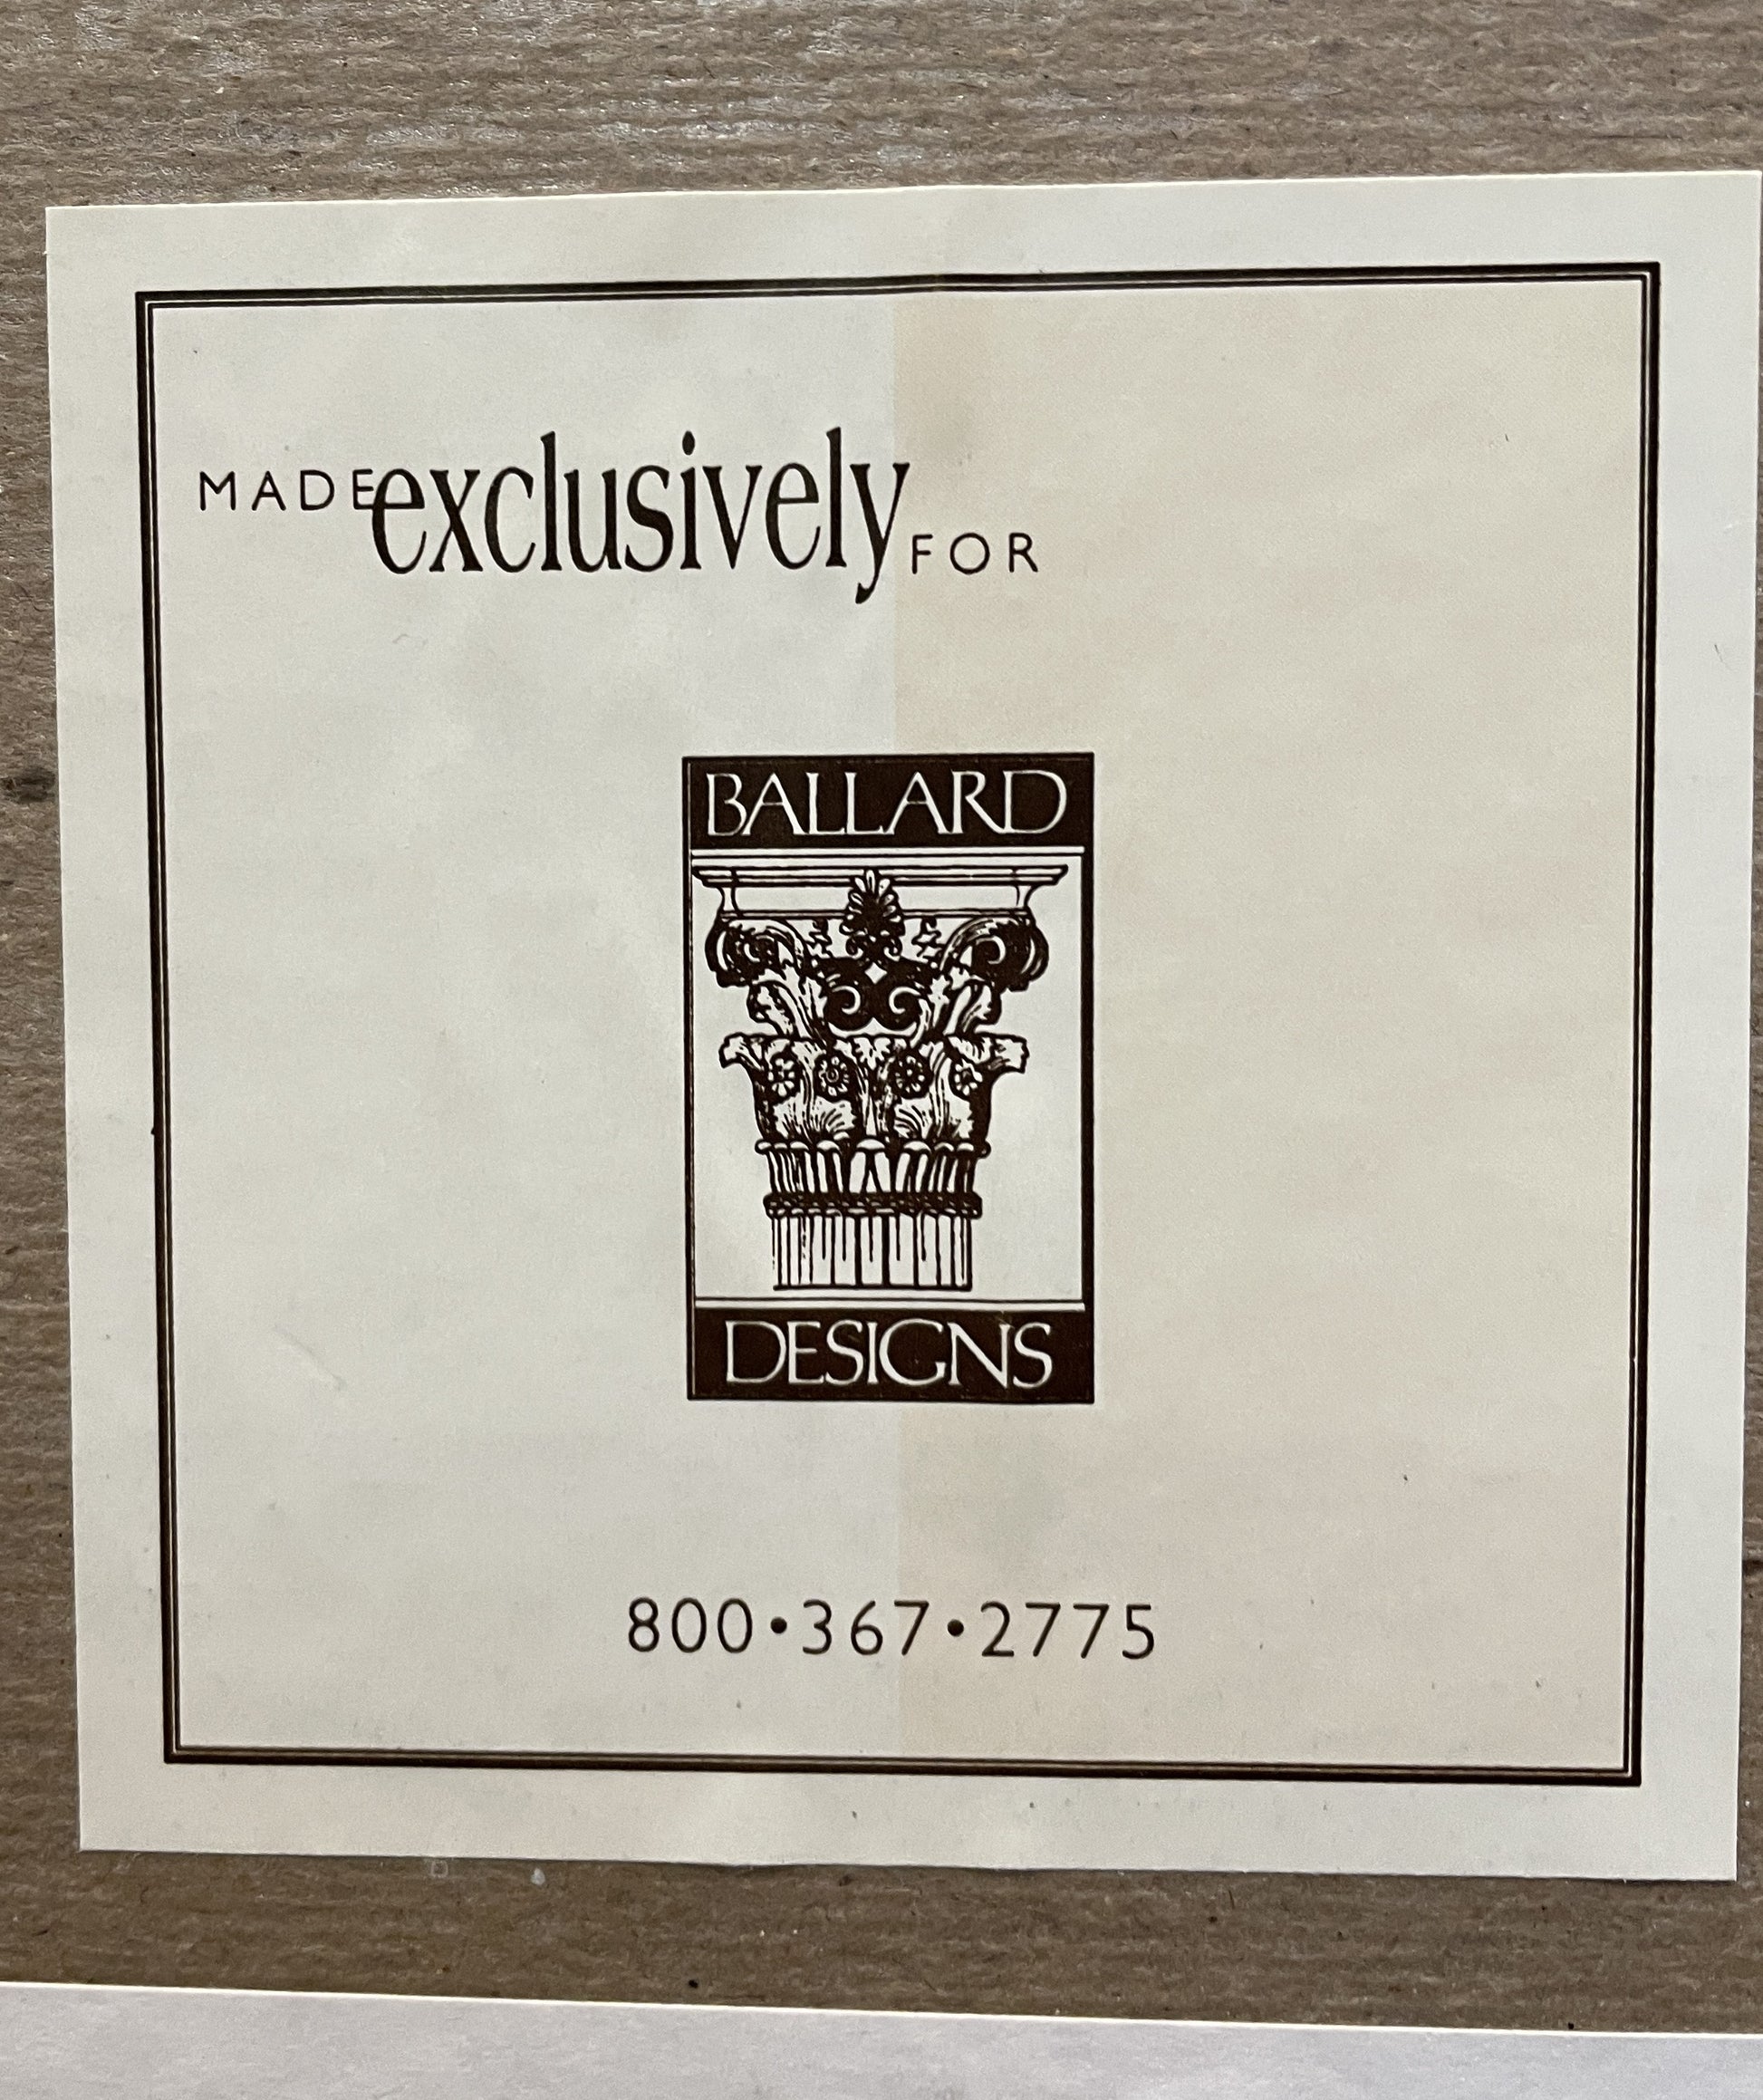 MADE exclusively FOR
BALLARD
DESIGNS
800•367•2775